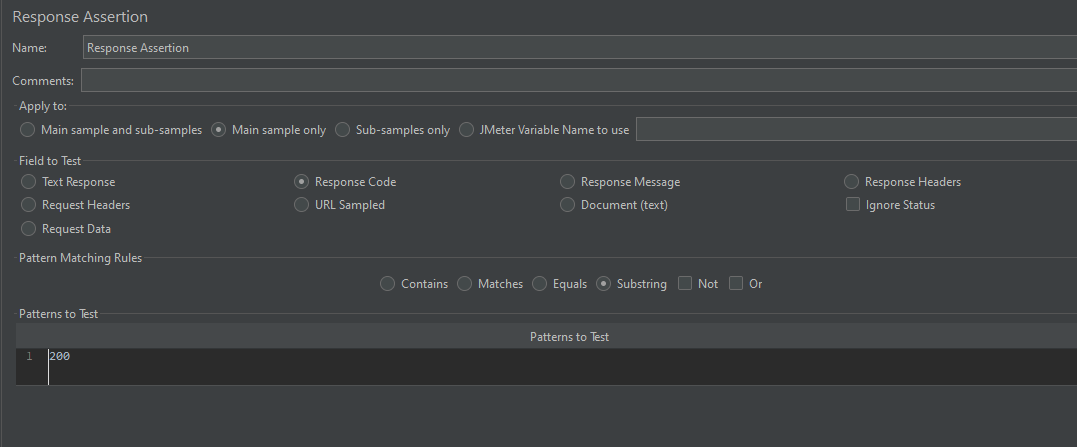 Response Assertion
Name: Response Assertion
Comments:
Apply to:
Main sample and sub-samples Main sample only Sub-samples only JMeter Variable Name to use
Field to Test
Text Response Response Code Response Message Response Headers
Request Headers URL Sampled Document (text) Ignore Status
Request Data
Pattern Matching Rules
Contains Matches Equals Substring Not Or
Patterns to Test
Patterns to Test
1 200